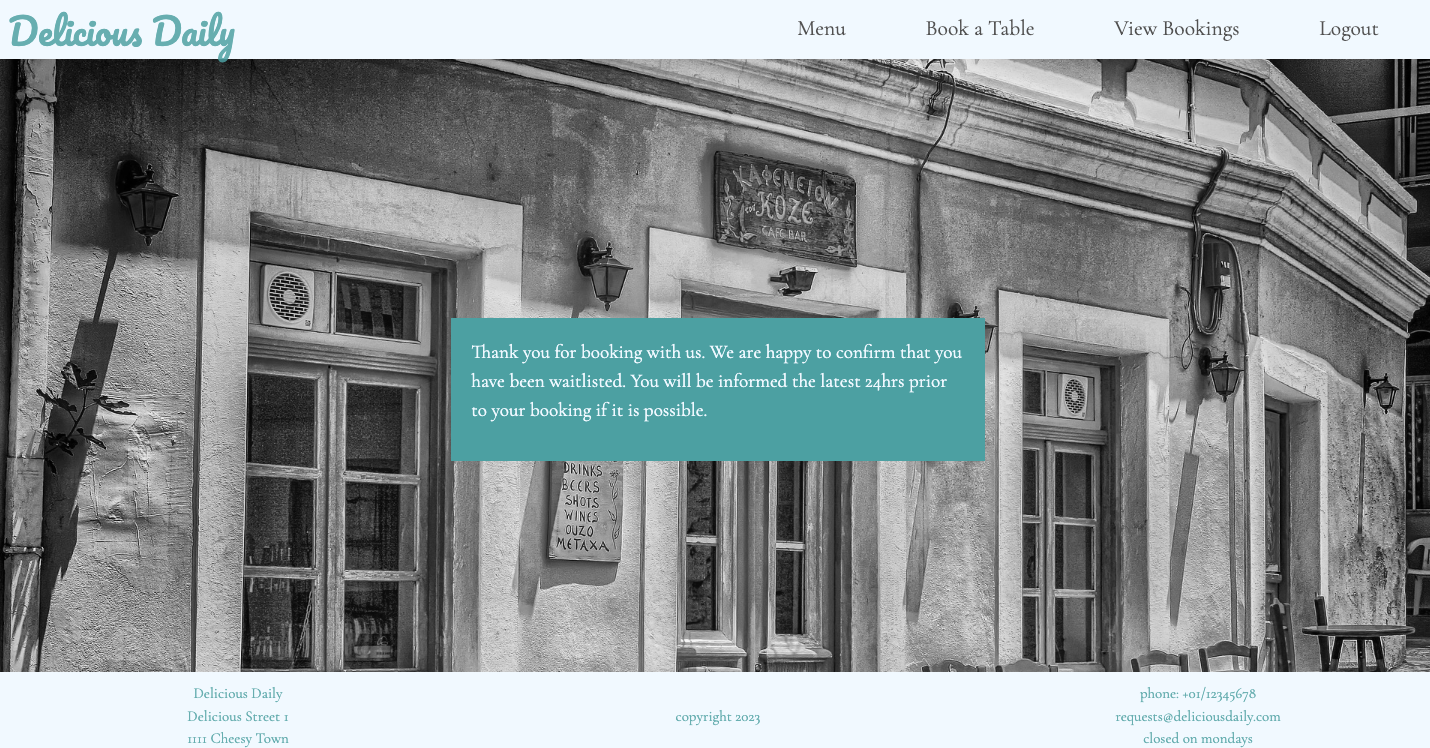 Delicious Daily
Menu Book a Table View Bookings Logout
ΚΑΦΕΝΕΙΟΝ
του ΚΟΖΕ
CAFE BAR
Thank you for booking with us. We are happy to confirm that you
have been waitlisted. You will be informed the latest 24hrs prior
to your booking if it is possible.
DRINKS
BEERS
SHOTS
WINES
OUZO
METAXA
Delicious Daily
Delicious Street 1
1111 Cheesy Town
copyright 2023
phone: +01/12345678
requests@deliciousdaily.com
closed on mondays